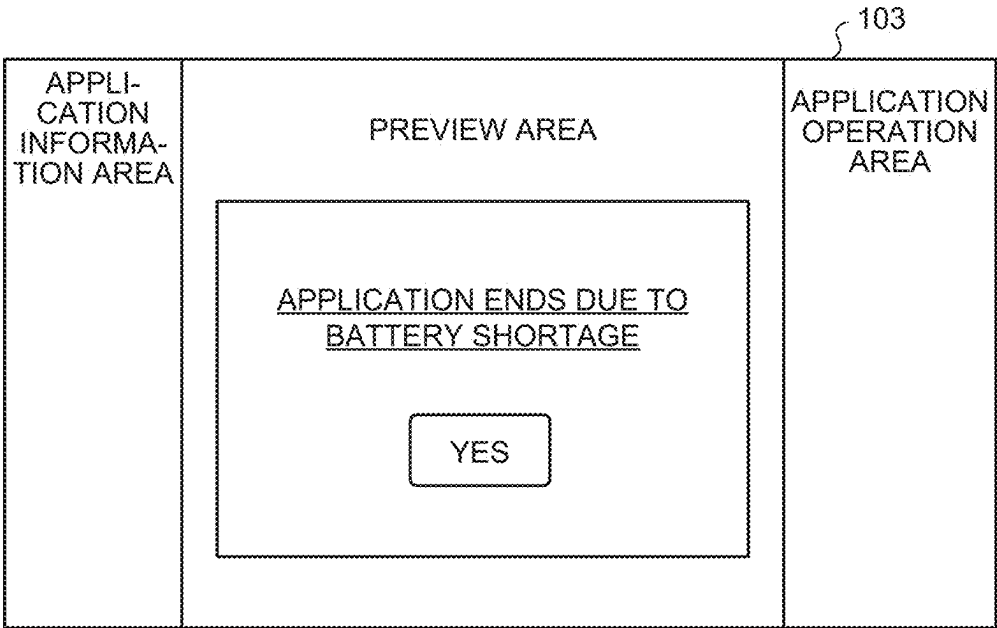 103
APPLI-
CATION
INFORMA-
TION AREA
PREVIEW AREA
APPLICATION
OPERATION
AREA
APPLICATION ENDS DUE TO
BATTERY SHORTAGE
YES